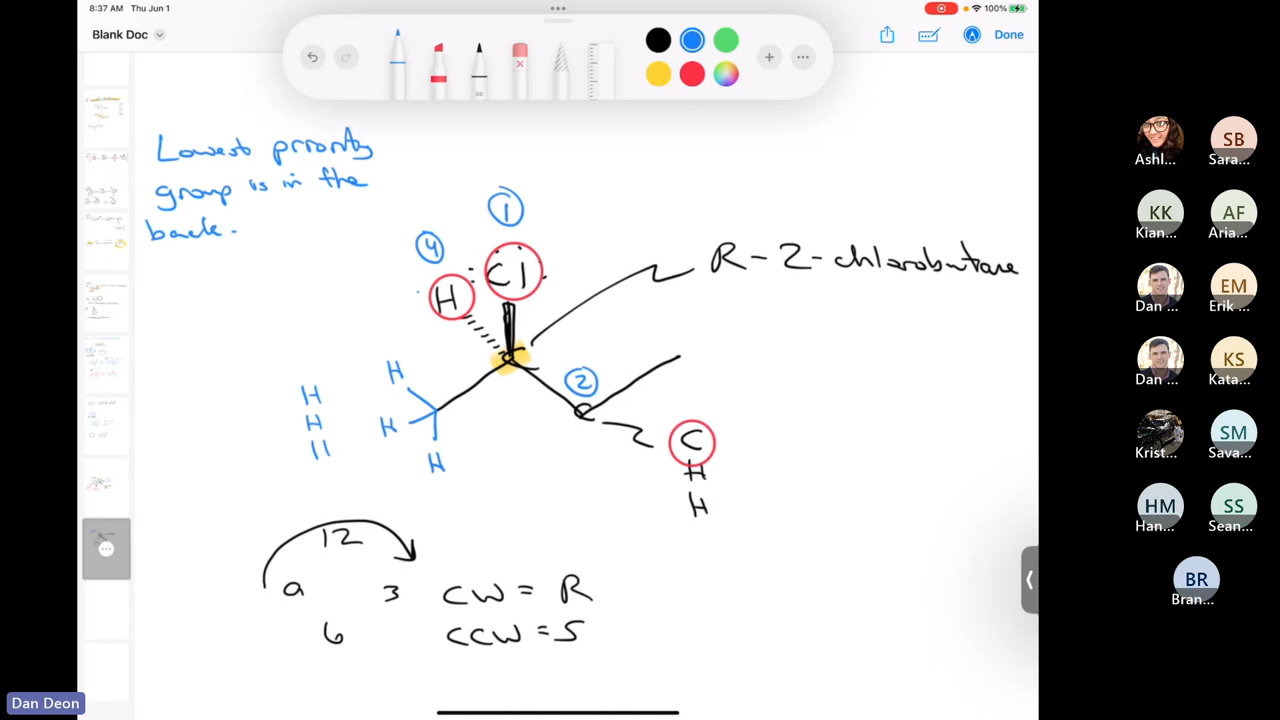 8:37 AM Thu Jun 1
100%
Blank Doc
Done
Lowest priority
group is in the
back.
1
4
H
Cl
R-2-chlorobutane
C
2
H
H
H
H
H
C
C
H
H
12
9 3
6
CW = R
CCW = S
Dan Deon
Ashl...
SB
Sara...
KK
Kian...
AF
Aria...
Dan ...
EM
Erik ...
Dan ...
KS
Kata...
Krist...
SM
Sava...
HM
Han...
SS
Sean...
BR
Bran...